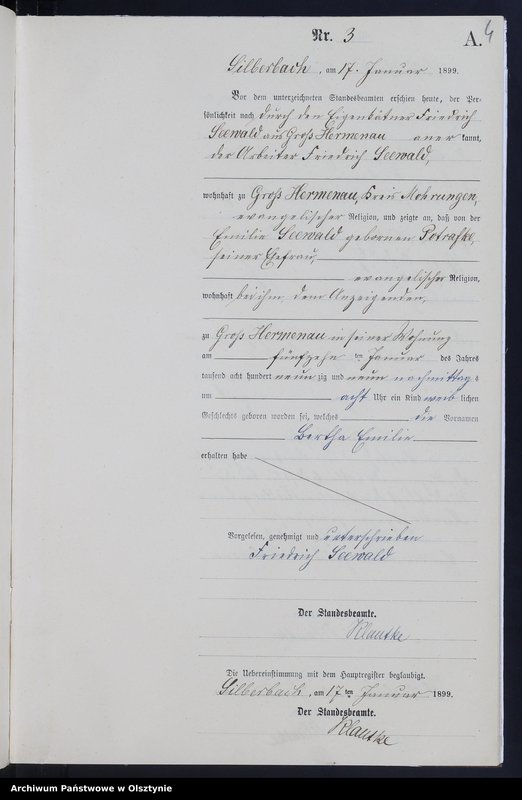 Nr. 3
A. 4
Silberbach, am 17. Januar 1899.
Vor dem unterzeichneten Standesbeamten erschien heute, der Per-
sönlichkeit nach durch den Eigenkätner Friedrich
Seewald aus Groß Hermenau anerkannt,
der Arbeiter Friedrich Seewald,
wohnhaft zu Groß Hermenau, Kreis Mohrungen,
evangelischer Religion, und zeigte an, daß von der
Emilie Seewald gebornen Potrafke,
seiner Ehefrau,
evangelischer Religion,
wohnhaft bei ihm, dem Anzeigenden,
zu Groß Hermenau in seiner Wohnung
am fünfzehn ten Januar des Jahres
tausend acht hundert neunzig und neun nachmittags
um acht Uhr ein Kind weiblichen
Geschlechts geboren worden sei, welches die Vornamen
Bertha Emilie
erhalten habe
Vorgelesen, genehmigt und unterschrieben
Friedrich Seewald
Der Standesbeamte.
Klautke
Die Uebereinstimmung mit dem Hauptregister beglaubigt.
Silberbach, am 17ten Januar 1899.
Der Standesbeamte.
Klautke
Archiwum Państwowe w Olsztynie